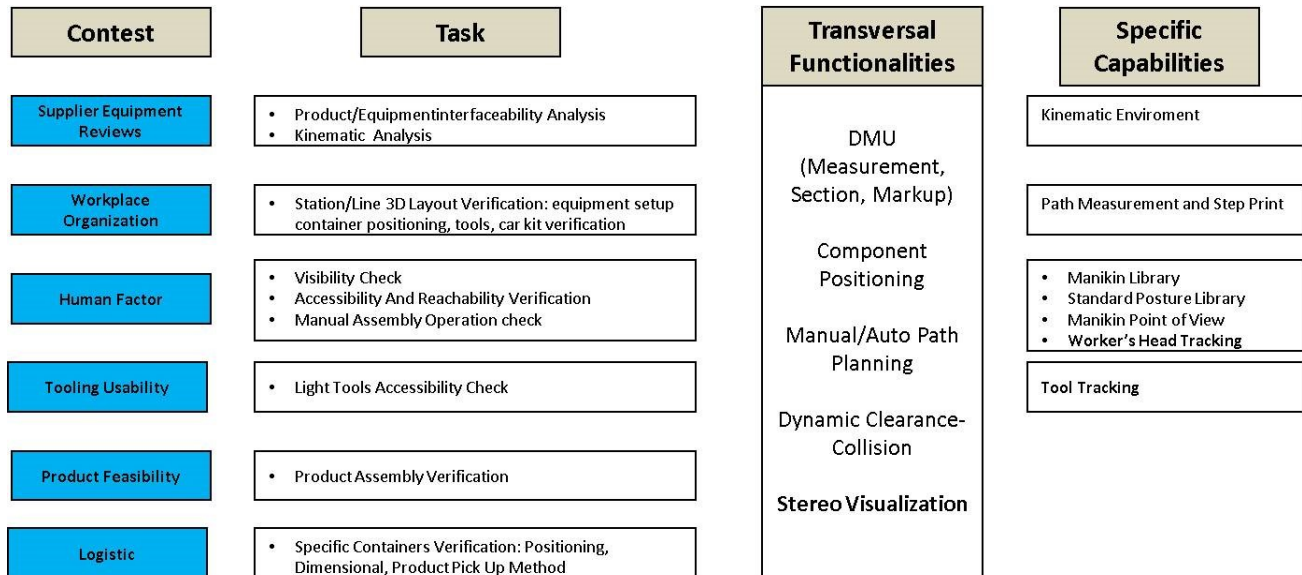 Contest
Task
Transversal
Functionalities
Specific
Capabilities
Supplier Equipment
Reviews
• Product/Equipmentinterfaceability Analysis
• Kinematic Analysis
Kinematic Enviroment
Workplace
Organization
• Station/Line 3D Layout Verification: equipment setup
container positioning, tools, car kit verification
Path Measurement and Step Print
Human Factor
• Visibility Check
• Accessibility And Reachability Verification
• Manual Assembly Operation check
• Manikin Library
• Standard Posture Library
• Manikin Point of View
• Worker's Head Tracking
Tooling Usability
• Light Tools Accessibility Check
Tool Tracking
Product Feasibility
• Product Assembly Verification
Logistic
• Specific Containers Verification: Positioning,
Dimensional, Product Pick Up Method
DMU
(Measurement,
Section, Markup)
Component
Positioning
Manual/Auto Path
Planning
Dynamic Clearance-
Collision
Stereo Visualization